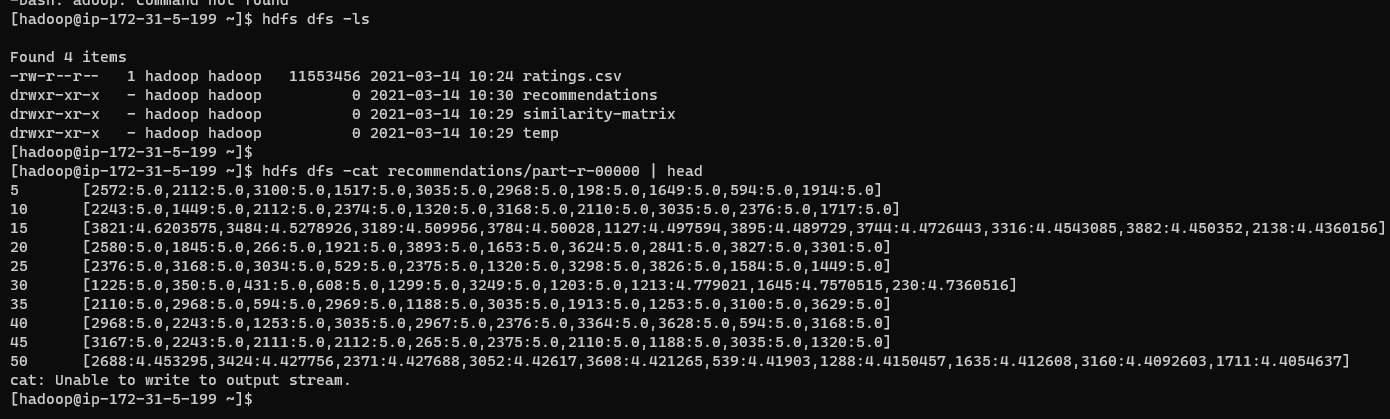 -bash: adoop: command not found
[hadoop@ip-172-31-5-199 ~]$ hdfs dfs -ls
Found 4 items
-rw-r--r--   1 hadoop hadoop   11553456 2021-03-14 10:24 ratings.csv
drwxr-xr-x   - hadoop hadoop          0 2021-03-14 10:30 recommendations
drwxr-xr-x   - hadoop hadoop          0 2021-03-14 10:29 similarity-matrix
drwxr-xr-x   - hadoop hadoop          0 2021-03-14 10:29 temp
[hadoop@ip-172-31-5-199 ~]$
[hadoop@ip-172-31-5-199 ~]$ hdfs dfs -cat recommendations/part-r-00000 | head
5       [2572:5.0,2112:5.0,3100:5.0,1517:5.0,3035:5.0,2968:5.0,198:5.0,1649:5.0,594:5.0,1914:5.0]
10      [2243:5.0,1449:5.0,2112:5.0,2374:5.0,1320:5.0,3168:5.0,2110:5.0,3035:5.0,2376:5.0,1717:5.0]
15      [3821:4.6203575,3484:4.5278926,3189:4.509956,3784:4.50028,1127:4.497594,3895:4.489729,3744:4.4726443,3316:4.4543085,3882:4.450352,2138:4.4360156]
20      [2580:5.0,1845:5.0,266:5.0,1921:5.0,3893:5.0,1653:5.0,3624:5.0,2841:5.0,3827:5.0,3301:5.0]
25      [2376:5.0,3168:5.0,3034:5.0,529:5.0,2375:5.0,1320:5.0,3298:5.0,3826:5.0,1584:5.0,1449:5.0]
30      [1225:5.0,350:5.0,431:5.0,608:5.0,1299:5.0,3249:5.0,1203:5.0,1213:4.779021,1645:4.7570515,230:4.7360516]
35      [2110:5.0,2968:5.0,594:5.0,2969:5.0,1188:5.0,3035:5.0,1913:5.0,1253:5.0,3100:5.0,3629:5.0]
40      [2968:5.0,2243:5.0,1253:5.0,3035:5.0,2967:5.0,2376:5.0,3364:5.0,3628:5.0,594:5.0,3168:5.0]
45      [3167:5.0,2243:5.0,2111:5.0,2112:5.0,265:5.0,2375:5.0,2110:5.0,1188:5.0,3035:5.0,1320:5.0]
50      [2688:4.453295,3424:4.427756,2371:4.427688,3052:4.42617,3608:4.421265,539:4.41903,1288:4.4150457,1635:4.412608,3160:4.4092603,1711:4.4054637]
cat: Unable to write to output stream.
[hadoop@ip-172-31-5-199 ~]$